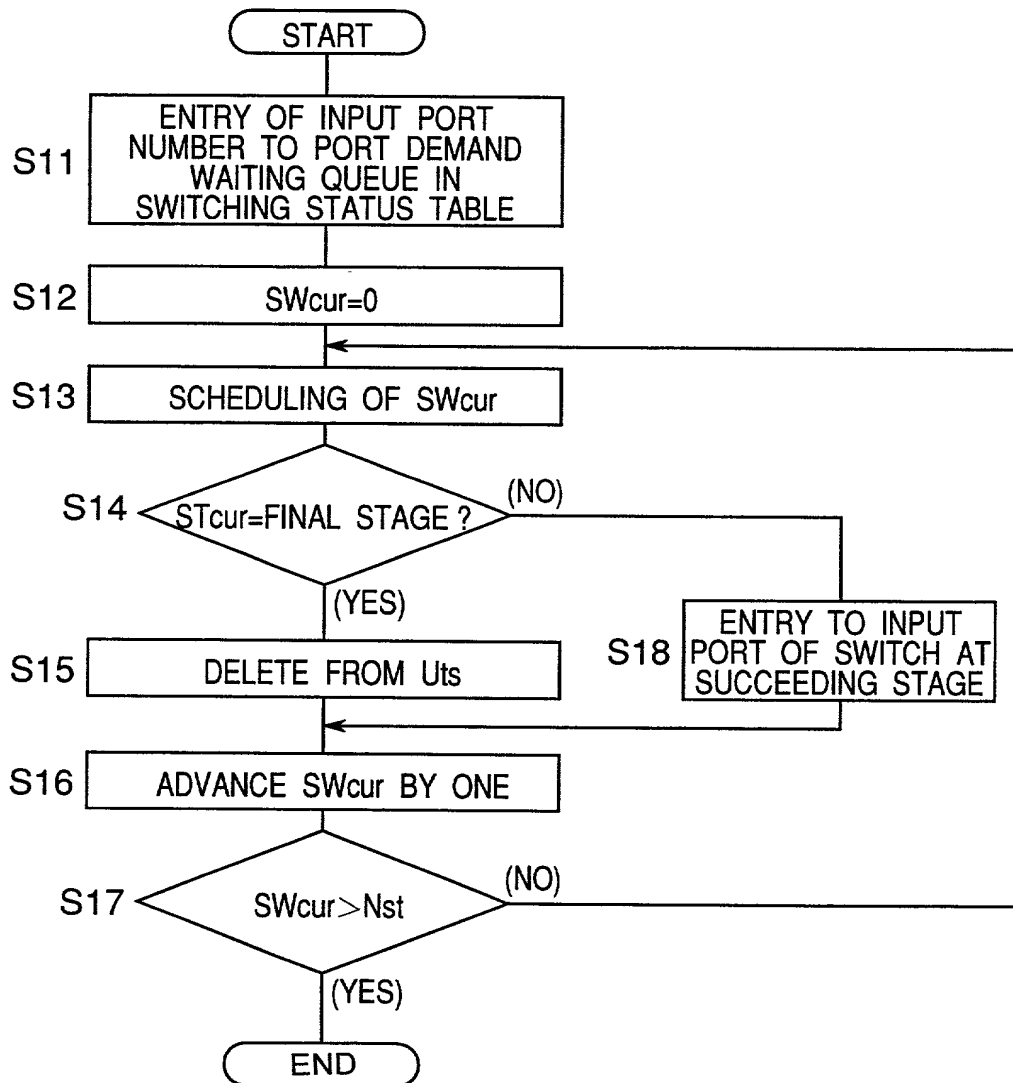 START
S11
ENTRY OF INPUT PORT
NUMBER TO PORT DEMAND
WAITING QUEUE IN
SWITCHING STATUS TABLE
S12
SWcur=0
S13
SCHEDULING OF SWcur
S14
STcur=FINAL STAGE?
(NO)
(YES)
S18
ENTRY TO INPUT
PORT OF SWITCH AT
SUCCEEDING STAGE
S15
DELETE FROM Uts
S16
ADVANCE SWcur BY ONE
S17
SWcur>Nst
(NO)
(YES)
END